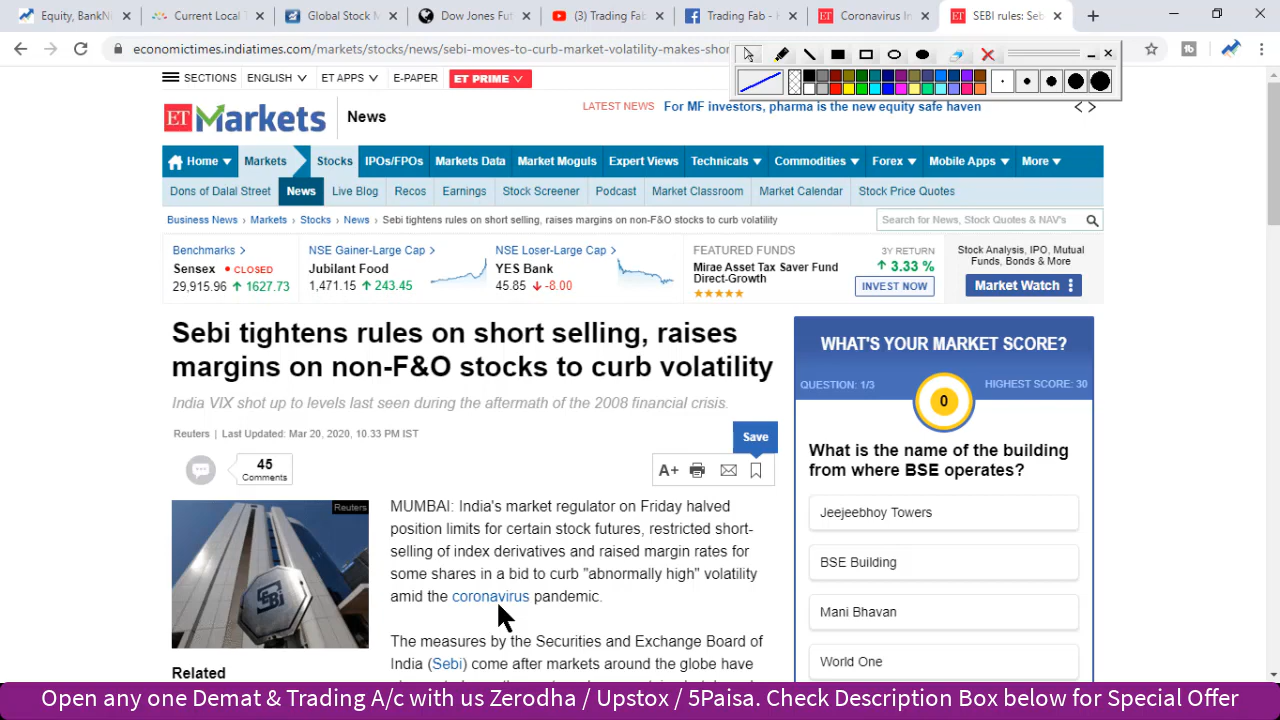 Equity, BankN
Current Local T
Global Stock M
Dow Jones Fut
(3) Trading Fab
Trading Fab - H
Coronavirus In
SEBI rules: Seb
economictimes.indiatimes.com/markets/stocks/news/sebi-moves-to-curb-market-volatility-makes-shor
SECTIONS ENGLISH ET APPS E-PAPER ET PRIME
LATEST NEWS For MF investors, pharma is the new equity safe haven
ET Markets News
Home Markets Stocks IPOs/FPOs Markets Data Market Moguls Expert Views Technicals Commodities Forex Mobile Apps More
Dons of Dalal Street News Live Blog Recos Earnings Stock Screener Podcast Market Classroom Market Calendar Stock Price Quotes
Business News › Markets › Stocks › News › Sebi tightens rules on short selling, raises margins on non-F&O stocks to curb volatility
Search for News, Stock Quotes & NAV's
Benchmarks >
Sensex • CLOSED
29,915.96 ↑ 1627.73
NSE Gainer-Large Cap >
Jubilant Food
1,471.15 ↑ 243.45
NSE Loser-Large Cap >
YES Bank
45.85 ↓ -8.00
FEATURED FUNDS
Mirae Asset Tax Saver Fund
Direct-Growth
★★★★★
3Y RETURN
↑ 3.33 %
INVEST NOW
Stock Analysis, IPO, Mutual
Funds, Bonds & More
Market Watch
Sebi tightens rules on short selling, raises
margins on non-F&O stocks to curb volatility
India VIX shot up to levels last seen during the aftermath of the 2008 financial crisis.
Reuters | Last Updated: Mar 20, 2020, 10.33 PM IST
Save
45
Comments
A+
Reuters
SEBI
MUMBAI: India's market regulator on Friday halved
position limits for certain stock futures, restricted short-
selling of index derivatives and raised margin rates for
some shares in a bid to curb "abnormally high" volatility
amid the coronavirus pandemic.
The measures by the Securities and Exchange Board of
India (Sebi) come after markets around the globe have
Related
WHAT'S YOUR MARKET SCORE?
QUESTION: 1/3
0
HIGHEST SCORE: 30
What is the name of the building
from where BSE operates?
Jeejeebhoy Towers
BSE Building
Mani Bhavan
World One
Open any one Demat & Trading A/c with us Zerodha / Upstox / 5Paisa. Check Description Box below for Special Offer